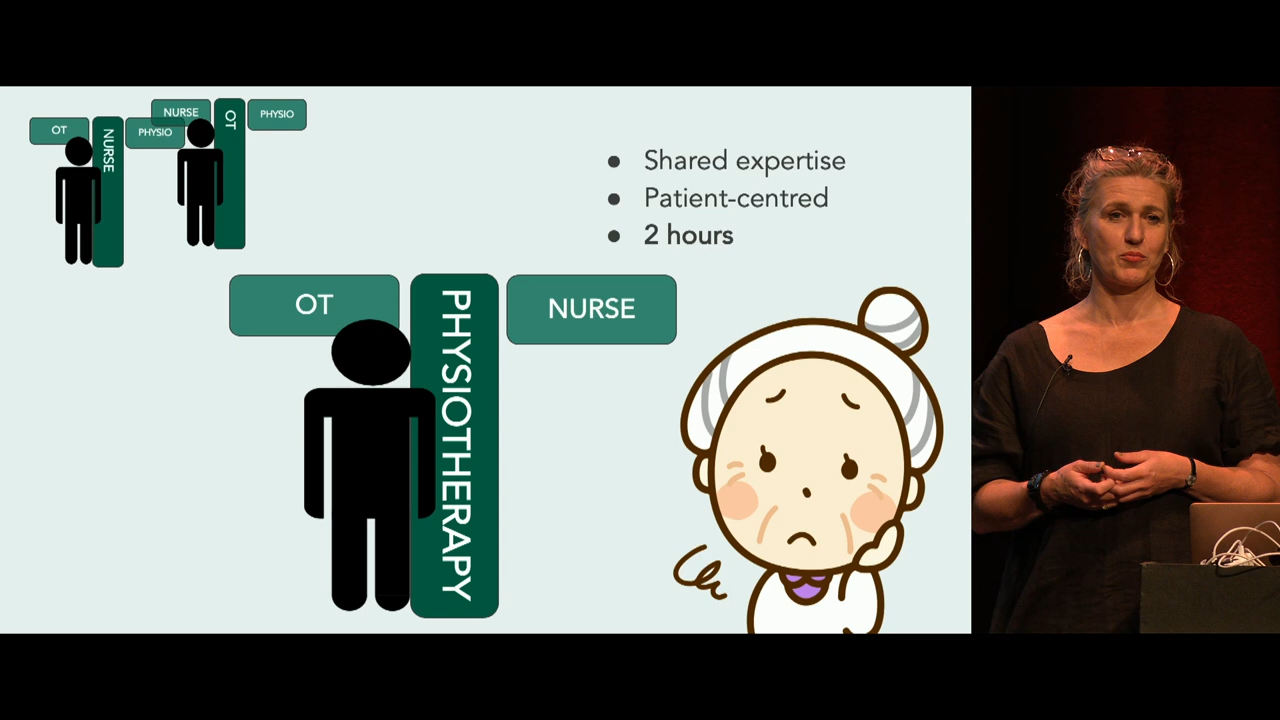 NURSE
OT
PHYSIO
OT
NURSE
PHYSIO
• Shared expertise
• Patient-centred
• 2 hours
OT
PHYSIOTHERAPY
NURSE